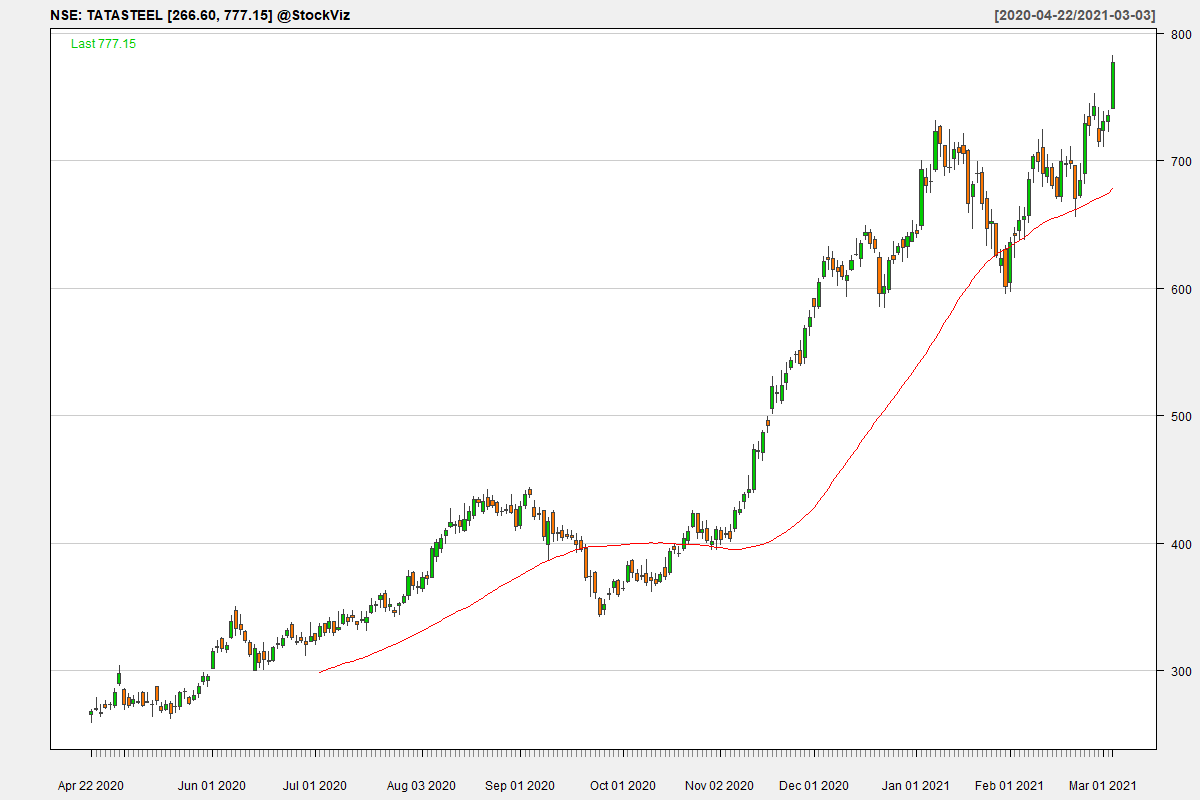 NSE: TATASTEEL [266.60, 777.15] @StockViz [2020-04-22/2021-03-03]
Last 777.15
800
700
600
500
400
300
Apr 22 2020 Jun 01 2020 Jul 01 2020 Aug 03 2020 Sep 01 2020 Oct 01 2020 Nov 02 2020 Dec 01 2020 Jan 01 2021 Feb 01 2021 Mar 01 2021